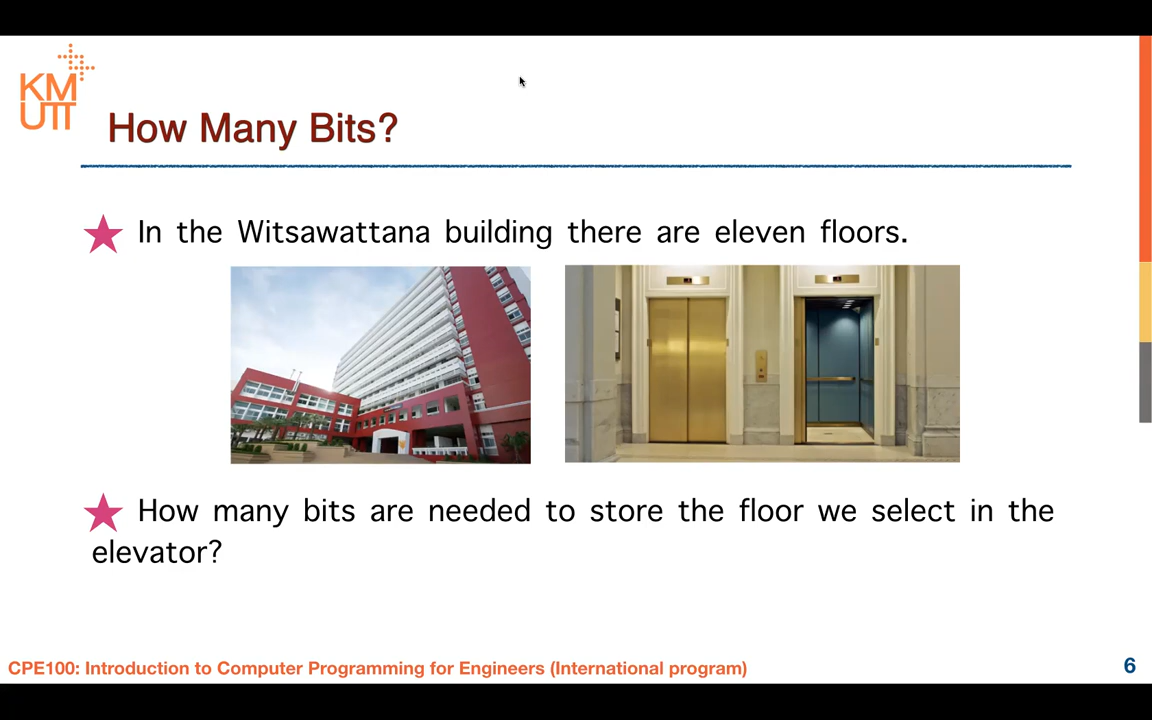 KM
UTT
How Many Bits?
In the Witsawattana building there are eleven floors.
How many bits are needed to store the floor we select in the
elevator?
CPE100: Introduction to Computer Programming for Engineers (International program)
6